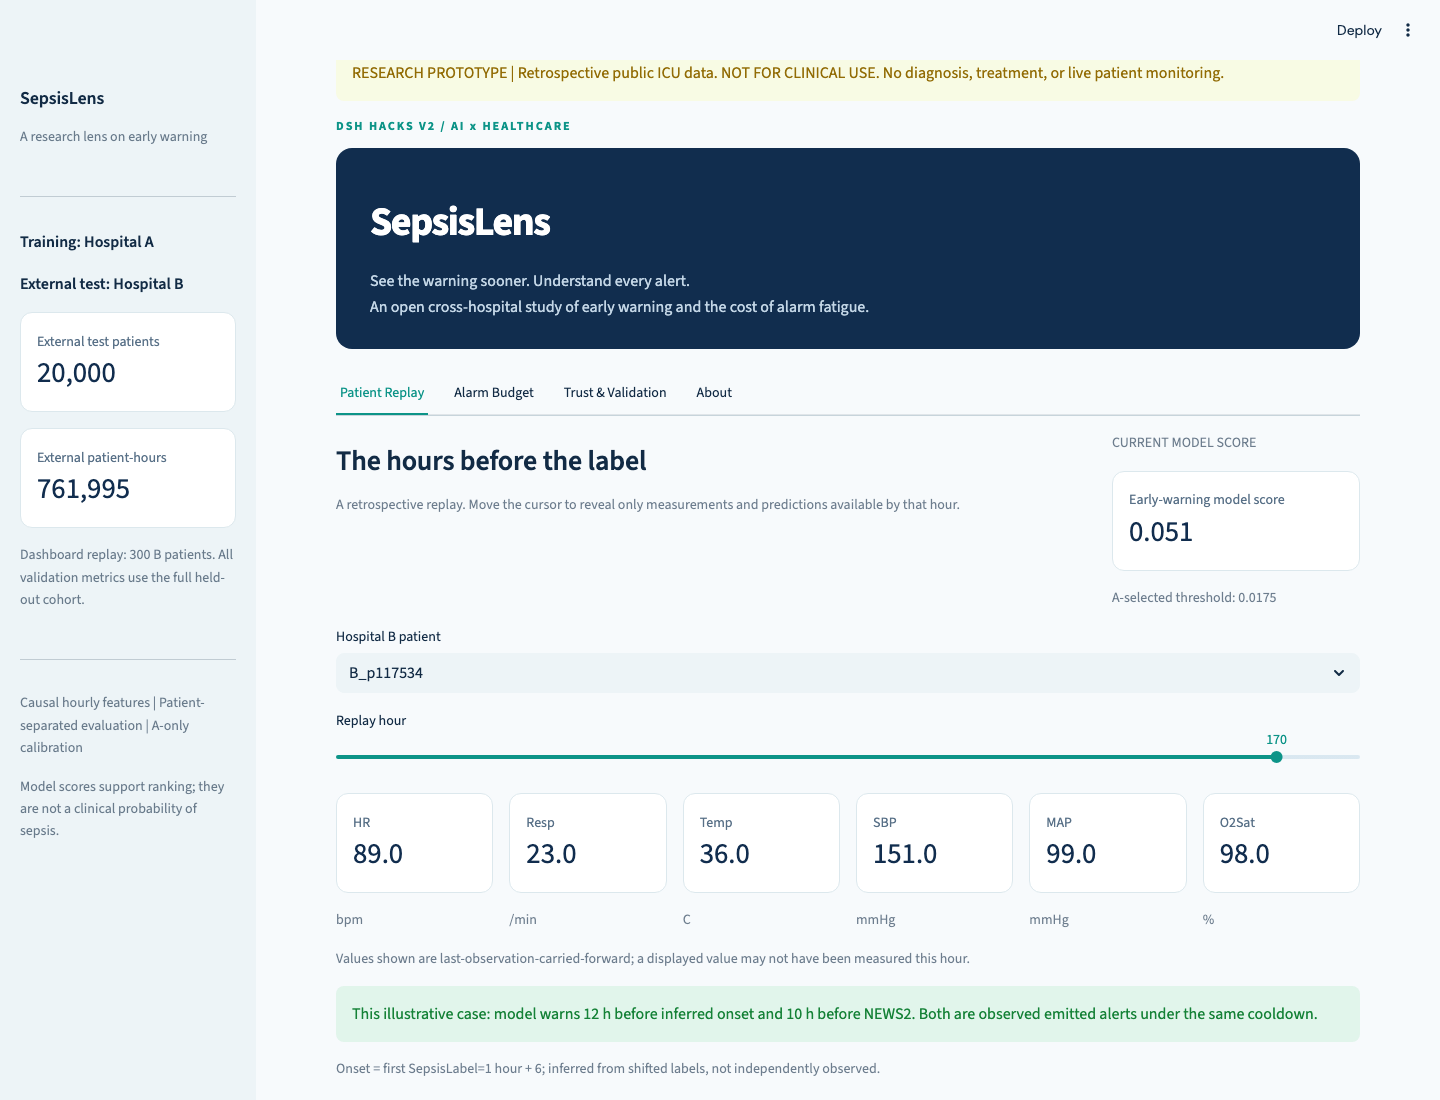 Deploy
SepsisLens
A research lens on early warning
Training: Hospital A
External test: Hospital B
External test patients
20,000
External patient-hours
761,995
Dashboard replay: 300 B patients. All
validation metrics use the full held-
out cohort.
Causal hourly features | Patient-
separated evaluation | A-only
calibration
Model scores support ranking; they
are not a clinical probability of
sepsis.
RESEARCH PROTOTYPE | Retrospective public ICU data. NOT FOR CLINICAL USE. No diagnosis, treatment, or live patient monitoring.
DSH HACKS V2 / AI x HEALTHCARE
SepsisLens
See the warning sooner. Understand every alert.
An open cross-hospital study of early warning and the cost of alarm fatigue.
Patient Replay
Alarm Budget
Trust & Validation
About
The hours before the label
A retrospective replay. Move the cursor to reveal only measurements and predictions available by that hour.
CURRENT MODEL SCORE
Early-warning model score
0.051
A-selected threshold: 0.0175
Hospital B patient
B_p117534
Replay hour
170
HR
89.0
bpm
Resp
23.0
/min
Temp
36.0
C
SBP
151.0
mmHg
MAP
99.0
mmHg
O2Sat
98.0
%
Values shown are last-observation-carried-forward; a displayed value may not have been measured this hour.
This illustrative case: model warns 12 h before inferred onset and 10 h before NEWS2. Both are observed emitted alerts under the same cooldown.
Onset = first SepsisLabel=1 hour + 6; inferred from shifted labels, not independently observed.